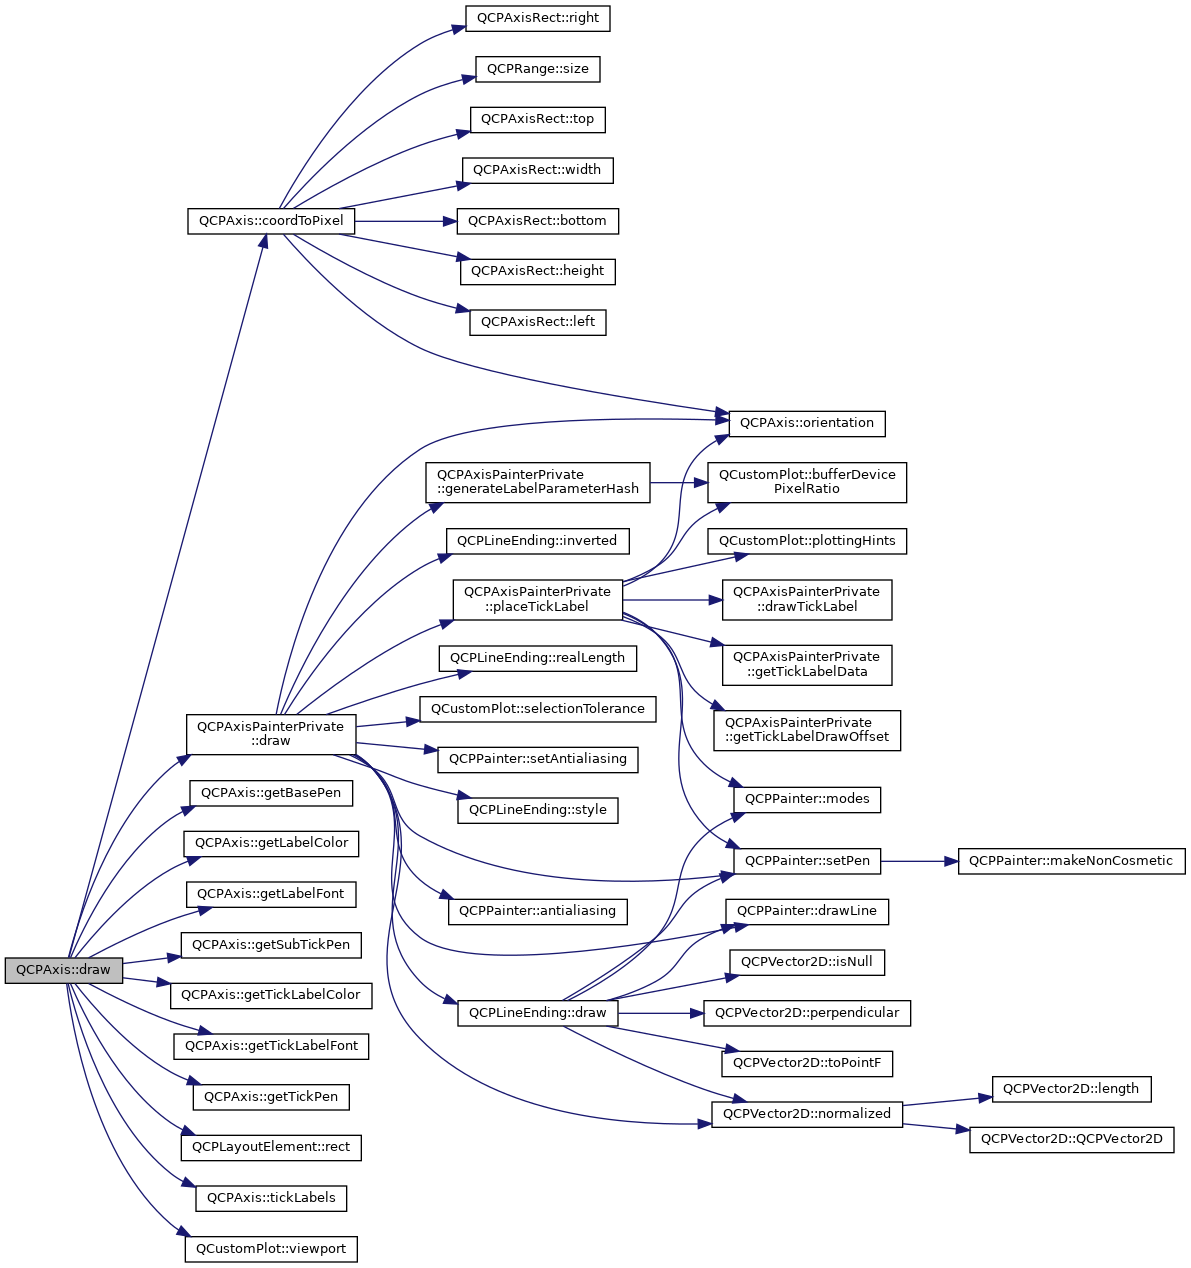 QCPAxisRect::right
QCPRange::size
QCPAxisRect::top
QCPAxisRect::width
QCPAxis::coordToPixel
QCPAxisRect::bottom
QCPAxisRect::height
QCPAxisRect::left
QCPAxis::orientation
QCPAxisPainterPrivate
::generateLabelParameterHash
QCustomPlot::bufferDevice
PixelRatio
QCPLineEnding::inverted
QCustomPlot::plottingHints
QCPAxisPainterPrivate
::placeTickLabel
QCPAxisPainterPrivate
::drawTickLabel
QCPLineEnding::realLength
QCPAxisPainterPrivate
::getTickLabelData
QCustomPlot::selectionTolerance
QCPAxisPainterPrivate
::draw
QCPAxisPainterPrivate
::getTickLabelDrawOffset
QCPPainter::setAntialiasing
QCPAxis::getBasePen
QCPLineEnding::style
QCPPainter::modes
QCPAxis::getLabelColor
QCPPainter::setPen
QCPPainter::makeNonCosmetic
QCPAxis::getLabelFont
QCPPainter::antialiasing
QCPPainter::drawLine
QCPAxis::getSubTickPen
QCPVector2D::isNull
QCPAxis::draw
QCPAxis::getTickLabelColor
QCPLineEnding::draw
QCPVector2D::perpendicular
QCPAxis::getTickLabelFont
QCPVector2D::toPointF
QCPAxis::getTickPen
QCPVector2D::length
QCPVector2D::normalized
QCPLayoutElement::rect
QCPVector2D::QCPVector2D
QCPAxis::tickLabels
QCustomPlot::viewport